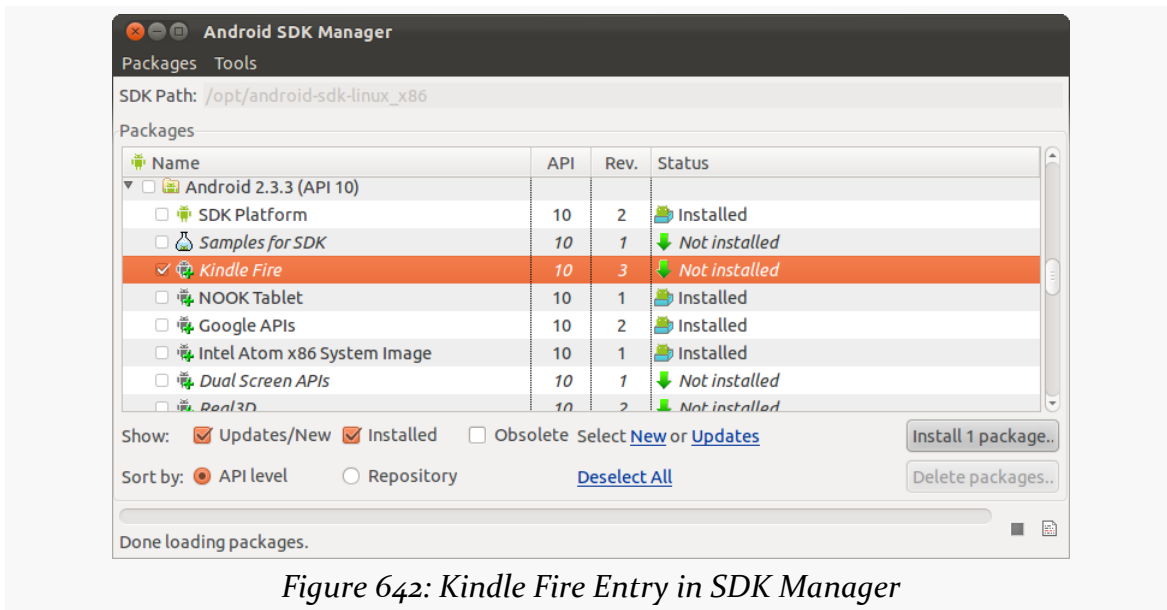 Android SDK Manager
Packages Tools
SDK Path: /opt/android-sdk-linux_x86
Packages
Name API Rev. Status
Android 2.3.3 (API 10)
SDK Platform 10 2 Installed
Samples for SDK 10 1 Not installed
Kindle Fire 10 3 Not installed
NOOK Tablet 10 1 Installed
Google APIs 10 2 Installed
Intel Atom x86 System Image 10 1 Installed
Dual Screen APIs 10 1 Not installed
Real3D 10 2 Not installed
Show: Updates/New Installed Obsolete Select New or Updates Install 1 package..
Sort by: API level Repository Deselect All Delete packages..
Done loading packages.
Figure 642: Kindle Fire Entry in SDK Manager